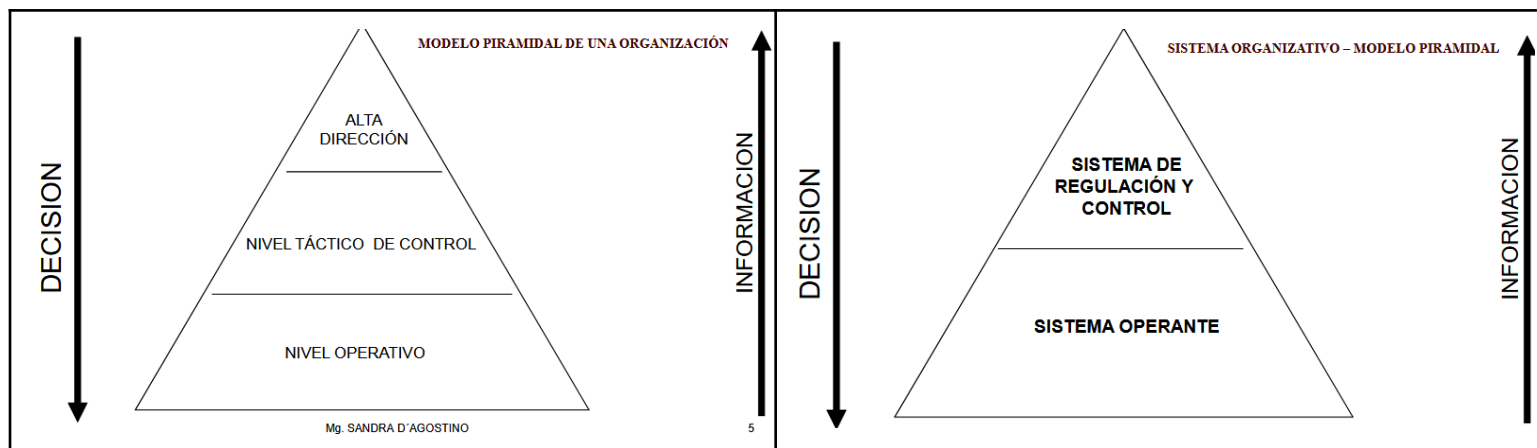 MODELO PIRAMIDAL DE UNA ORGANIZACIÓN
DECISION
INFORMACION
ALTA
DIRECCIÓN
NIVEL TÁCTICO DE CONTROL
NIVEL OPERATIVO
Mg. SANDRA D´AGOSTINO
5
SISTEMA ORGANIZATIVO – MODELO PIRAMIDAL
DECISION
INFORMACION
SISTEMA DE
REGULACIÓN Y
CONTROL
SISTEMA OPERANTE